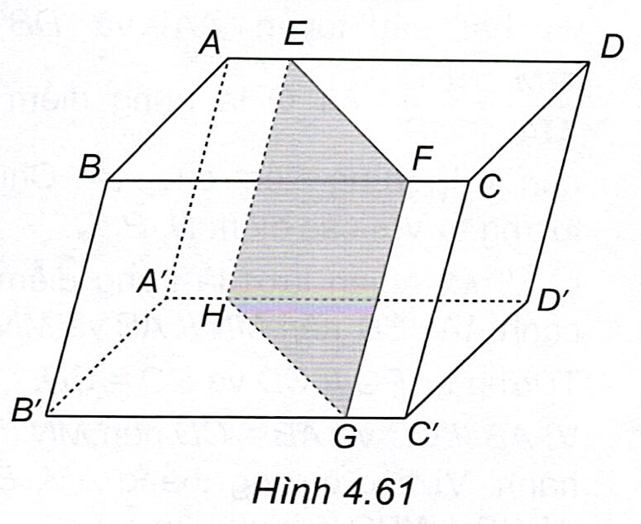 A E D
B F C
A' H D'
B' G C'
Hình 4.61